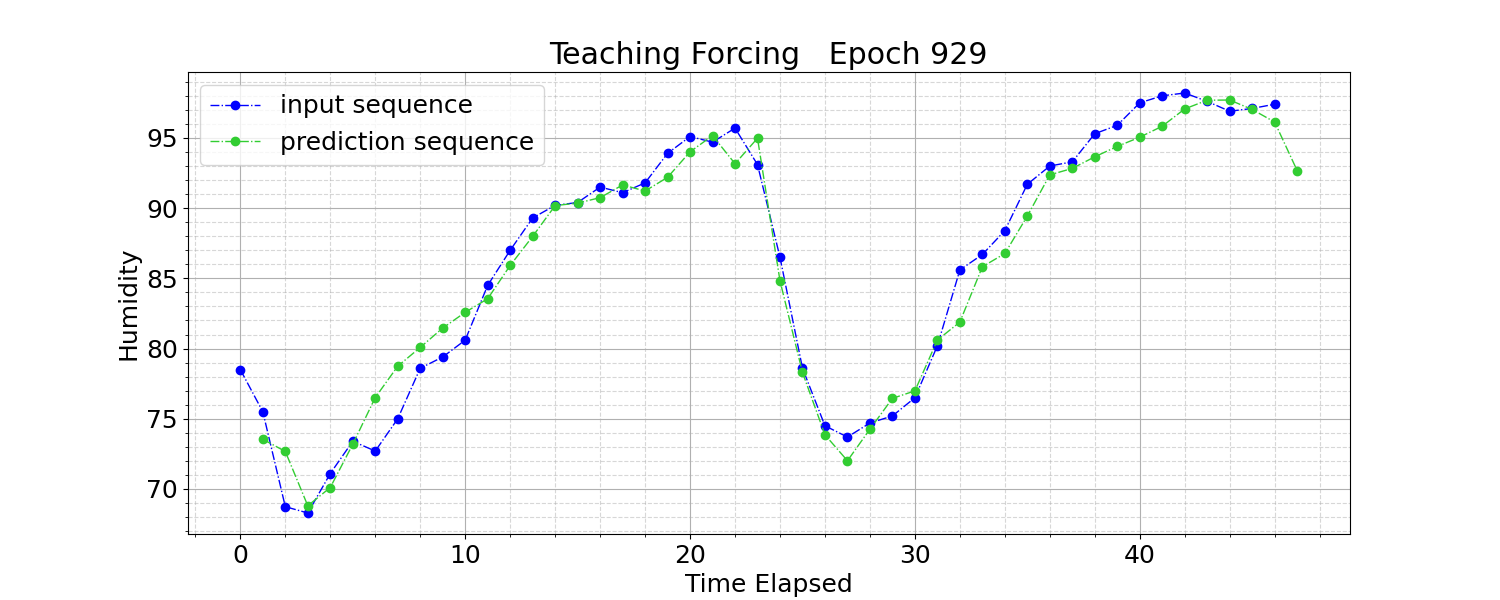 Teaching Forcing   Epoch 929
input sequence
prediction sequence
Humidity
95
90
85
80
75
70
0 10 20 30 40
Time Elapsed